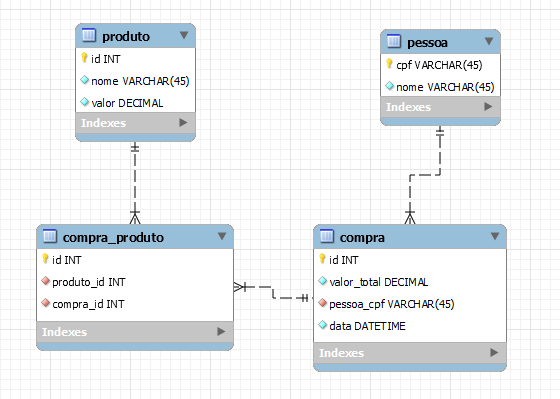 produto
id INT
nome VARCHAR(45)
valor DECIMAL
Indexes
pessoa
cpf VARCHAR(45)
nome VARCHAR(45)
Indexes
compra_produto
id INT
produto_id INT
compra_id INT
Indexes
compra
id INT
valor_total DECIMAL
pessoa_cpf VARCHAR(45)
data DATETIME
Indexes